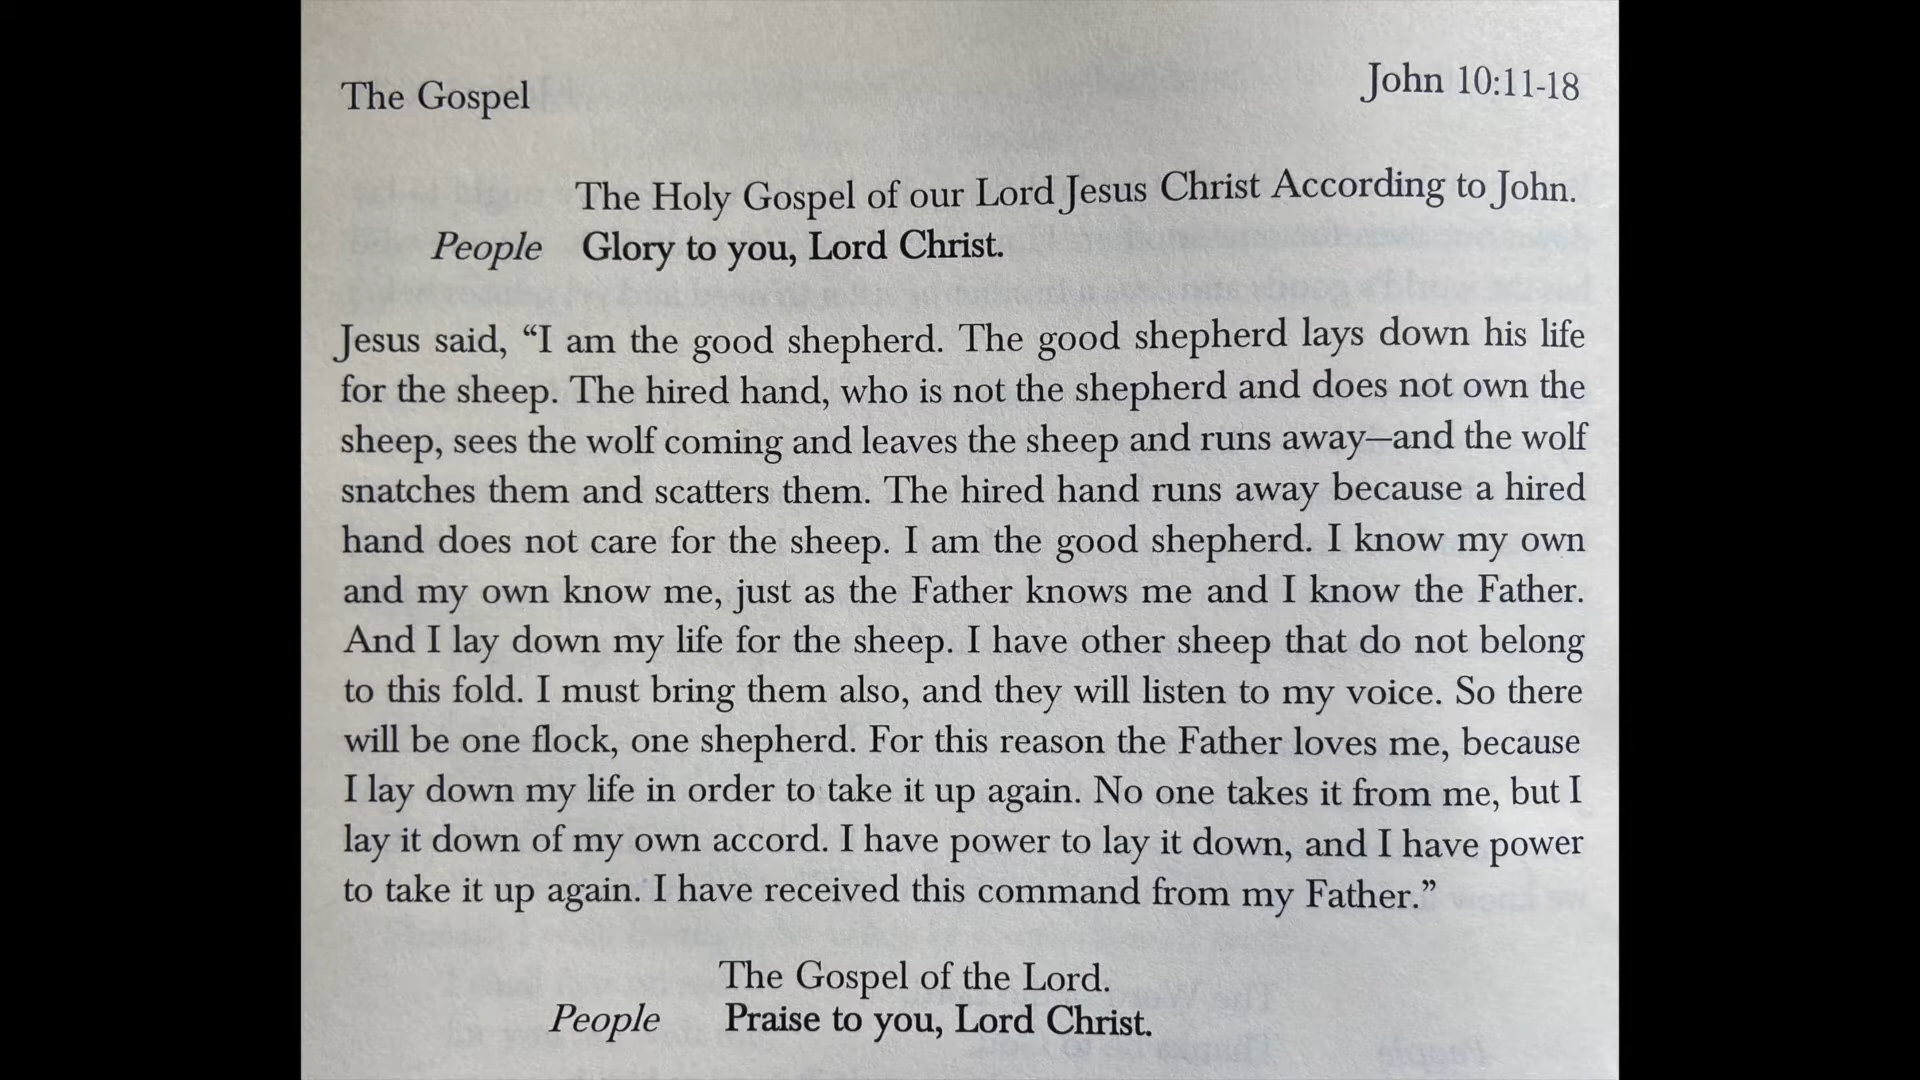 The Gospel
John 10:11-18
The Holy Gospel of our Lord Jesus Christ According to John.
People Glory to you, Lord Christ.
Jesus said, “I am the good shepherd. The good shepherd lays down his life
for the sheep. The hired hand, who is not the shepherd and does not own the
sheep, sees the wolf coming and leaves the sheep and runs away—and the wolf
snatches them and scatters them. The hired hand runs away because a hired
hand does not care for the sheep. I am the good shepherd. I know my own
and my own know me, just as the Father knows me and I know the Father.
And I lay down my life for the sheep. I have other sheep that do not belong
to this fold. I must bring them also, and they will listen to my voice. So there
will be one flock, one shepherd. For this reason the Father loves me, because
I lay down my life in order to take it up again. No one takes it from me, but I
lay it down of my own accord. I have power to lay it down, and I have power
to take it up again. I have received this command from my Father.”
The Gospel of the Lord.
People Praise to you, Lord Christ.